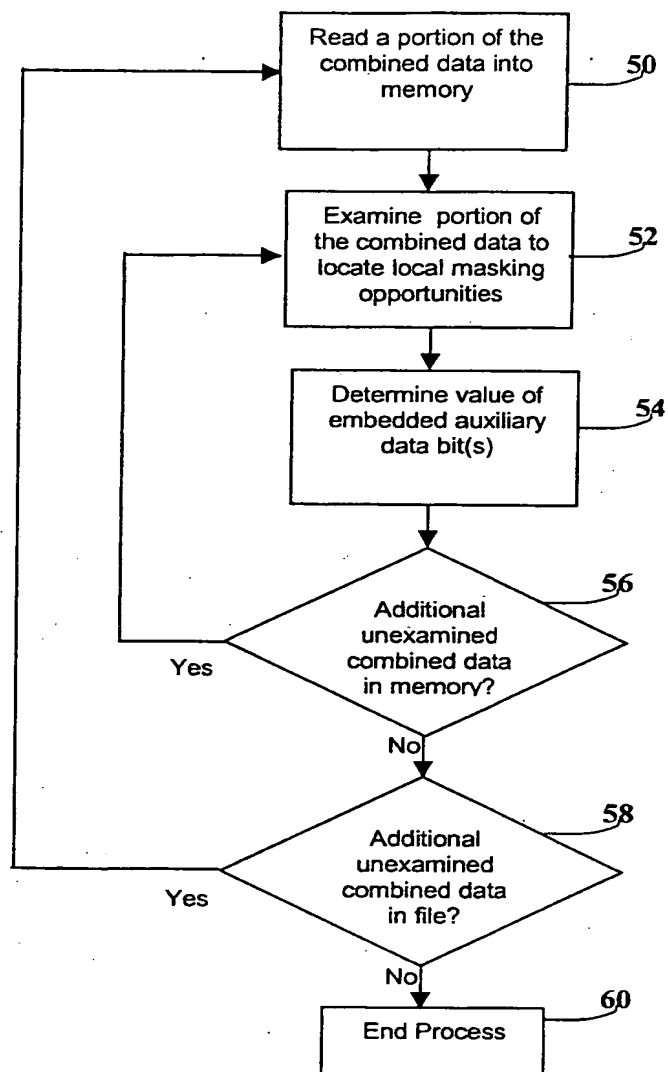 Read a portion of the
combined data into
memory
50
Examine portion of
the combined data to
locate local masking
opportunities
52
Determine value of
embedded auxiliary
data bit(s)
54
56
Additional
unexamined
combined data
in memory?
Yes
No
58
Additional
unexamined
combined data
in file?
Yes
No
60
End Process